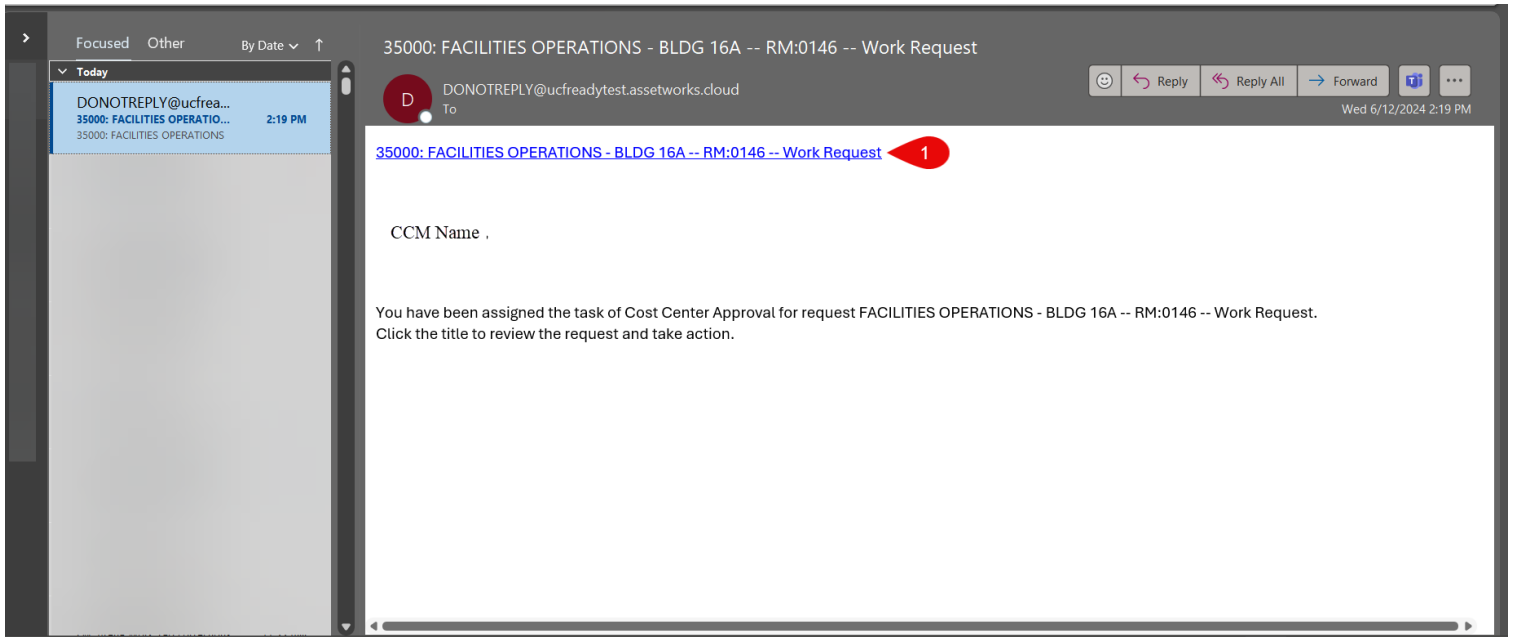 Focused Other By Date
Today
DONOTREPLY@ucfrea...
35000: FACILITIES OPERATIO... 2:19 PM
35000: FACILITIES OPERATIONS
35000: FACILITIES OPERATIONS - BLDG 16A -- RM:0146 -- Work Request
D
DONOTREPLY@ucfreadytest.assetworks.cloud
To
Reply Reply All Forward
Wed 6/12/2024 2:19 PM
35000: FACILITIES OPERATIONS - BLDG 16A -- RM:0146 -- Work Request 1
CCM Name ,
You have been assigned the task of Cost Center Approval for request FACILITIES OPERATIONS - BLDG 16A -- RM:0146 -- Work Request.
Click the title to review the request and take action.